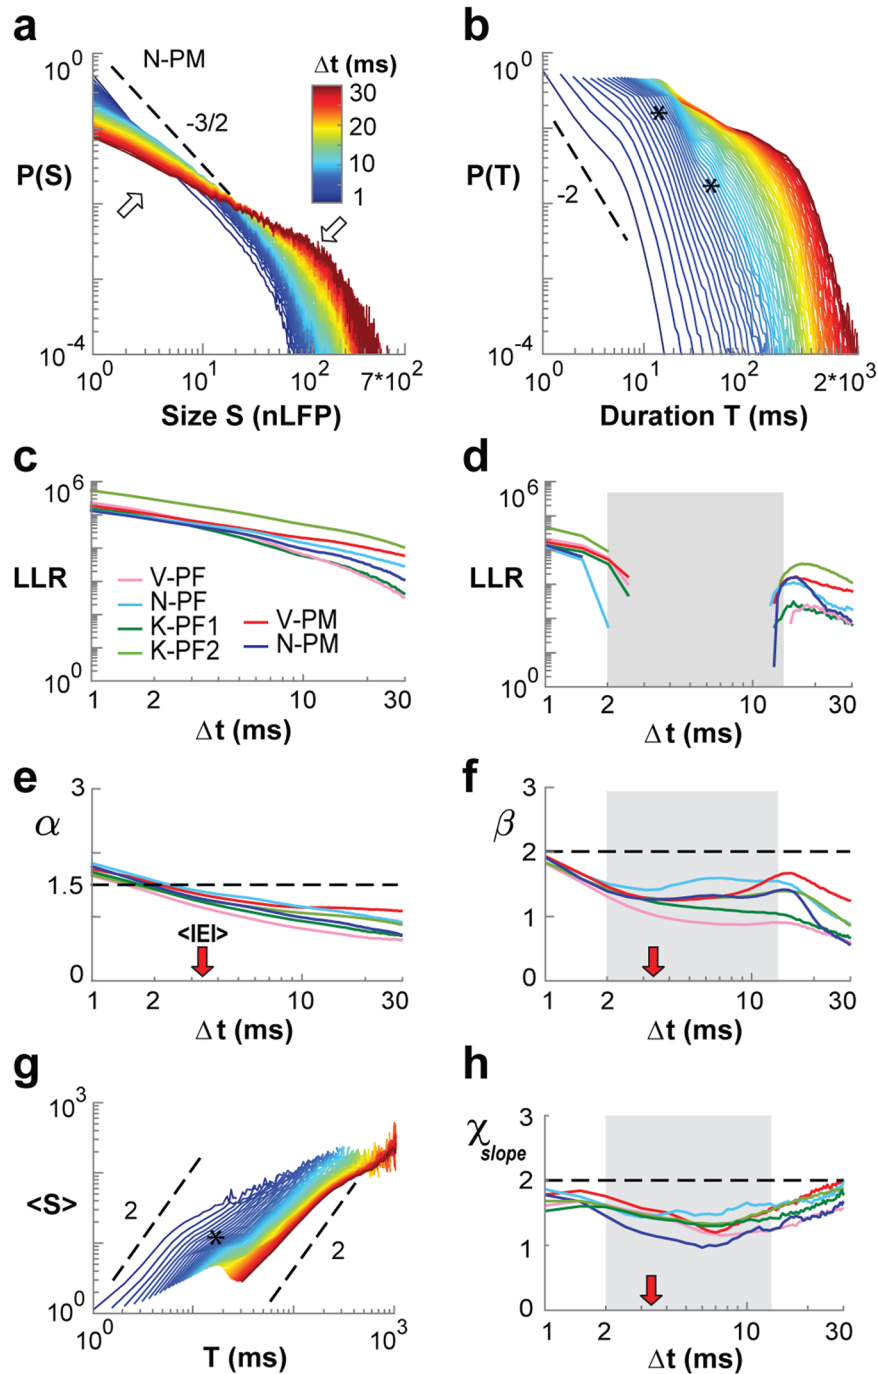 a
N-PM
Δt (ms)
30
20
10
1
-3/2
10^0
P(S)
10^-4
10^0
10^1
10^2
7*10^2
Size S (nLFP)
b
10^0
P(T)
-2
*
*
10^-4
10^0
10^1
10^2
2*10^3
Duration T (ms)
c
10^6
LLR
V-PF
N-PF
K-PF1
V-PM
K-PF2
N-PM
10^0
1
2
10
30
Δt (ms)
d
10^6
LLR
10^0
1
2
10
30
Δt (ms)
e
3
α
1.5
<IEI>
0
1
2
10
30
Δt (ms)
f
3
β
2
1
0
1
2
10
30
Δt (ms)
g
10^3
<S>
2
*
2
10^0
10^0
10^3
T (ms)
h
3
χslope
2
1
0
1
2
10
30
Δt (ms)